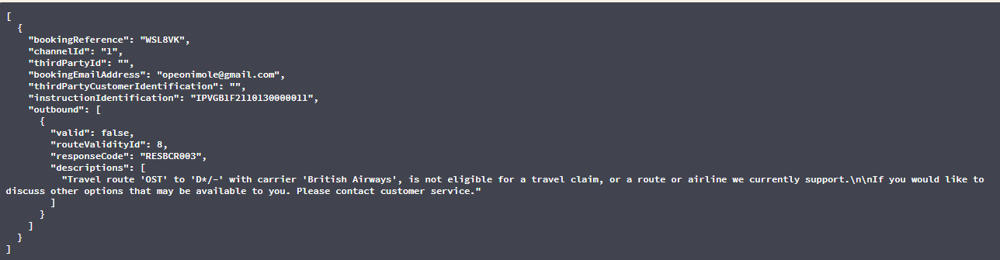 [
  {
    "bookingReference": "WSL8VK",
    "channelId": "1",
    "thirdPartyId": "",
    "bookingEmailAddress": "opeonimole@gmail.com",
    "thirdPartyCustomerIdentification": "",
    "instructionIdentification": "IPVGB1F2110130000011",
    "outbound": [
      {
        "valid": false,
        "routeValidityId": 8,
        "responseCode": "RESBCR003",
        "descriptions": [
          "Travel route 'OST' to 'D*/-' with carrier 'British Airways', is not eligible for a travel claim, or a route or airline we currently support.\n\nIf you would like to
discuss other options that may be available to you. Please contact customer service."
        ]
      }
    ]
  }
]